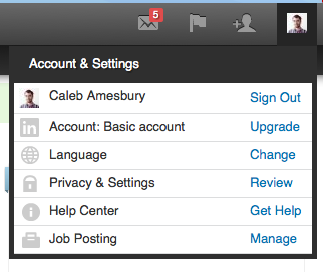 5
Account & Settings
Caleb Amesbury Sign Out
in Account: Basic account Upgrade
Language Change
Privacy & Settings Review
Help Center Get Help
Job Posting Manage